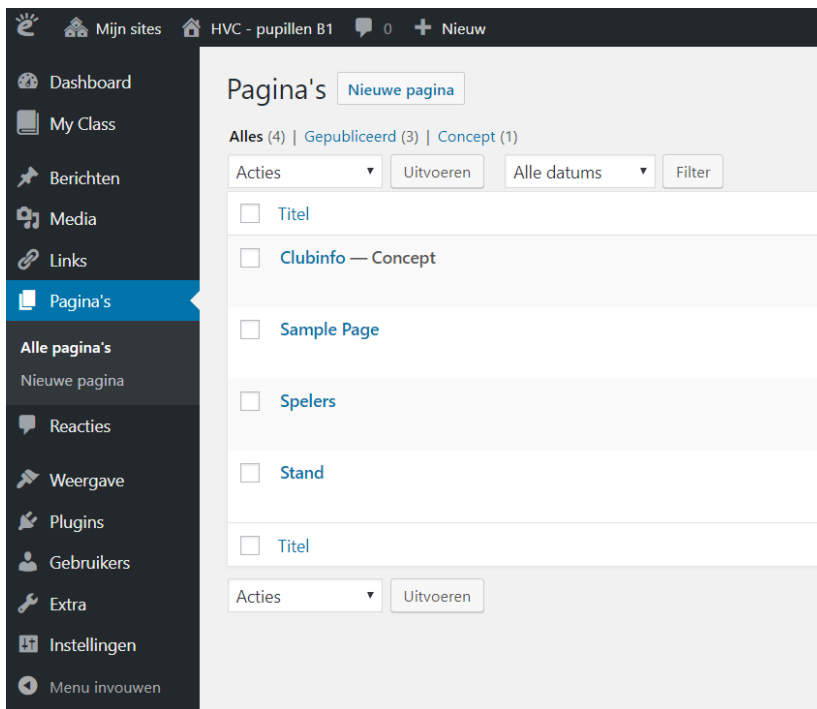 Mijn sites HVC - pupillen B1 0 Nieuw
Dashboard
My Class
Berichten
Media
Links
Pagina's
Alle pagina's
Nieuwe pagina
Reacties
Weergave
Plugins
Gebruikers
Extra
Instellingen
Menu invouwen
Pagina's Nieuwe pagina
Alles (4) | Gepubliceerd (3) | Concept (1)
Acties Uitvoeren Alle datums Filter
Titel
Clubinfo — Concept
Sample Page
Spelers
Stand
Titel
Acties Uitvoeren